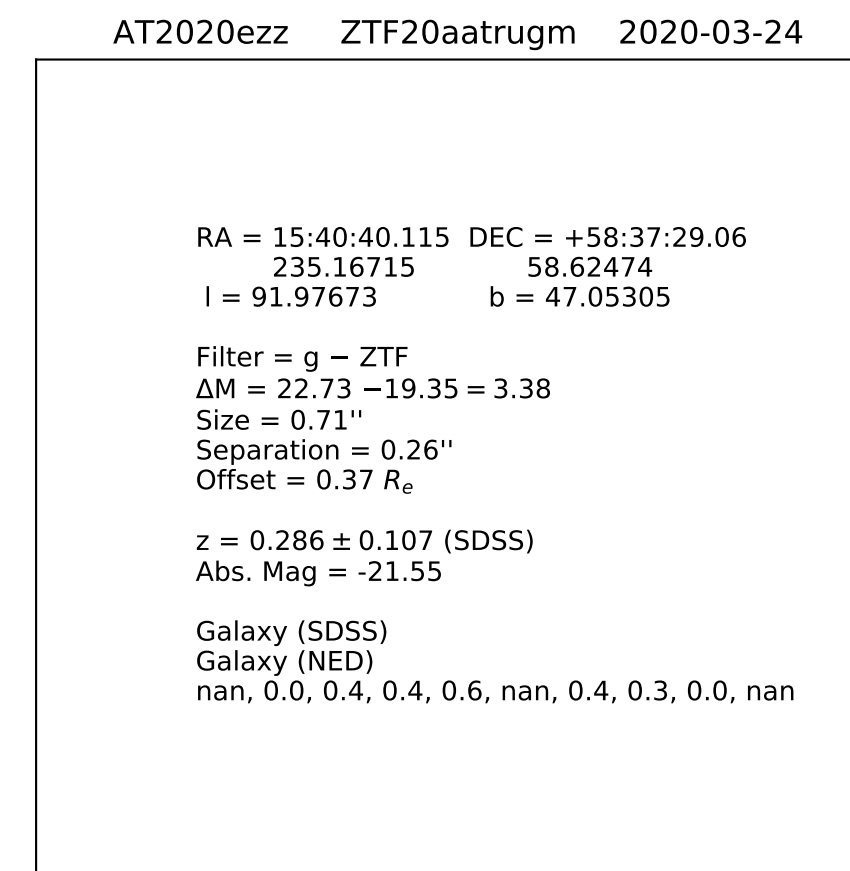 AT2020ezz ZTF20aatrugm 2020-03-24
RA = 15:40:40.115 DEC = +58:37:29.06
235.16715 58.62474
l = 91.97673 b = 47.05305
Filter = g − ZTF
ΔM = 22.73 −19.35 = 3.38
Size = 0.71''
Separation = 0.26''
Offset = 0.37 Rₑ
z = 0.286 ± 0.107 (SDSS)
Abs. Mag = -21.55
Galaxy (SDSS)
Galaxy (NED)
nan, 0.0, 0.4, 0.4, 0.6, nan, 0.4, 0.3, 0.0, nan